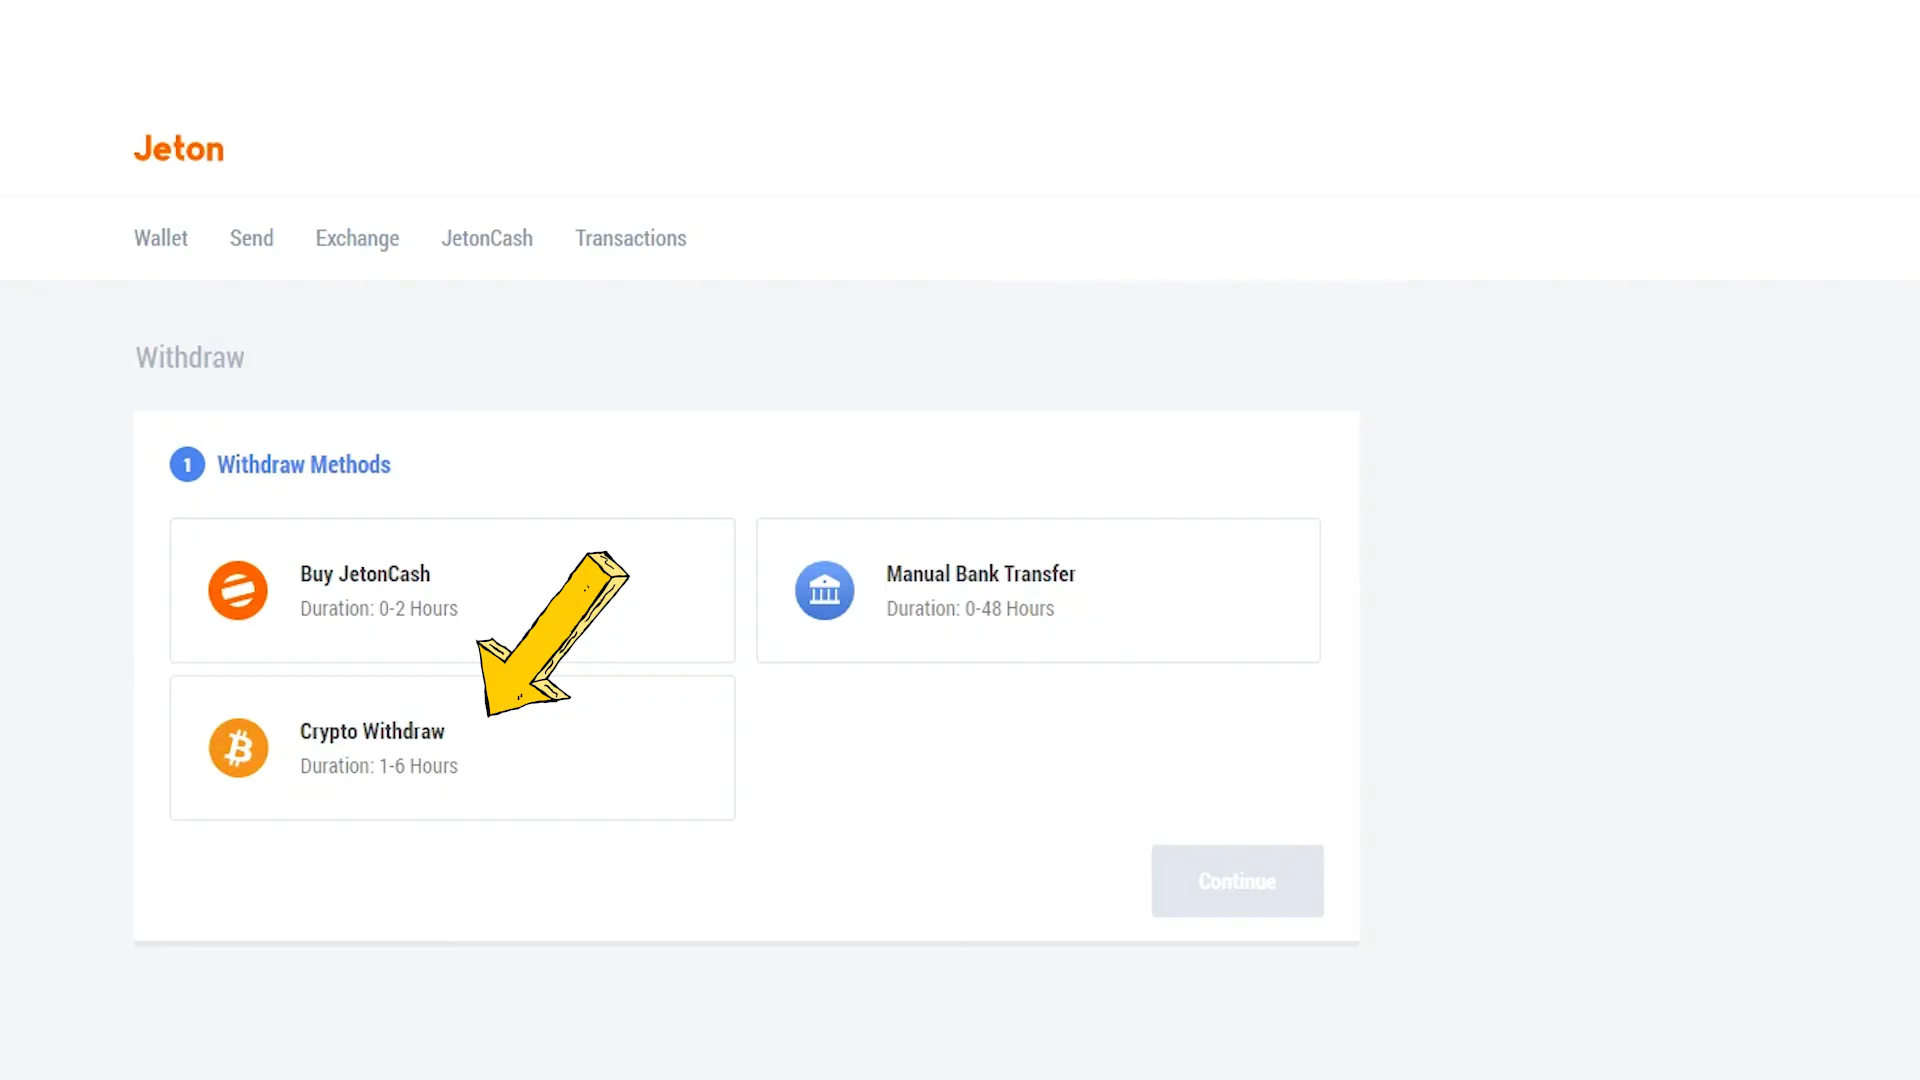 Jeton
Wallet Send Exchange JetonCash Transactions
Withdraw
1 Withdraw Methods
Buy JetonCash
Duration: 0-2 Hours
Manual Bank Transfer
Duration: 0-48 Hours
Crypto Withdraw
Duration: 1-6 Hours
Continue